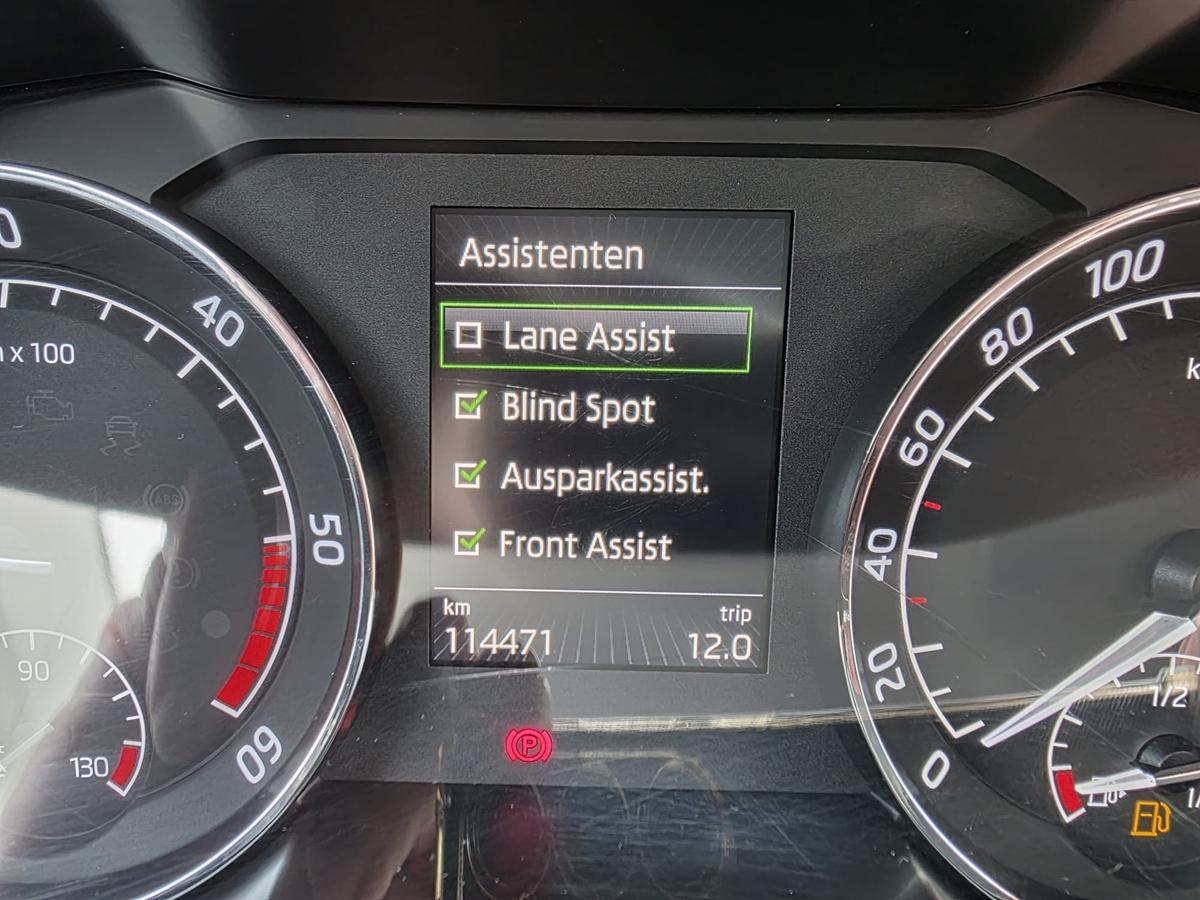 Assistenten
Lane Assist
Blind Spot
Ausparkassist.
Front Assist
km trip
114471 12.0
P
40
50
60
x 100
ABS
90
130
100
80
60
40
20
0
1/2